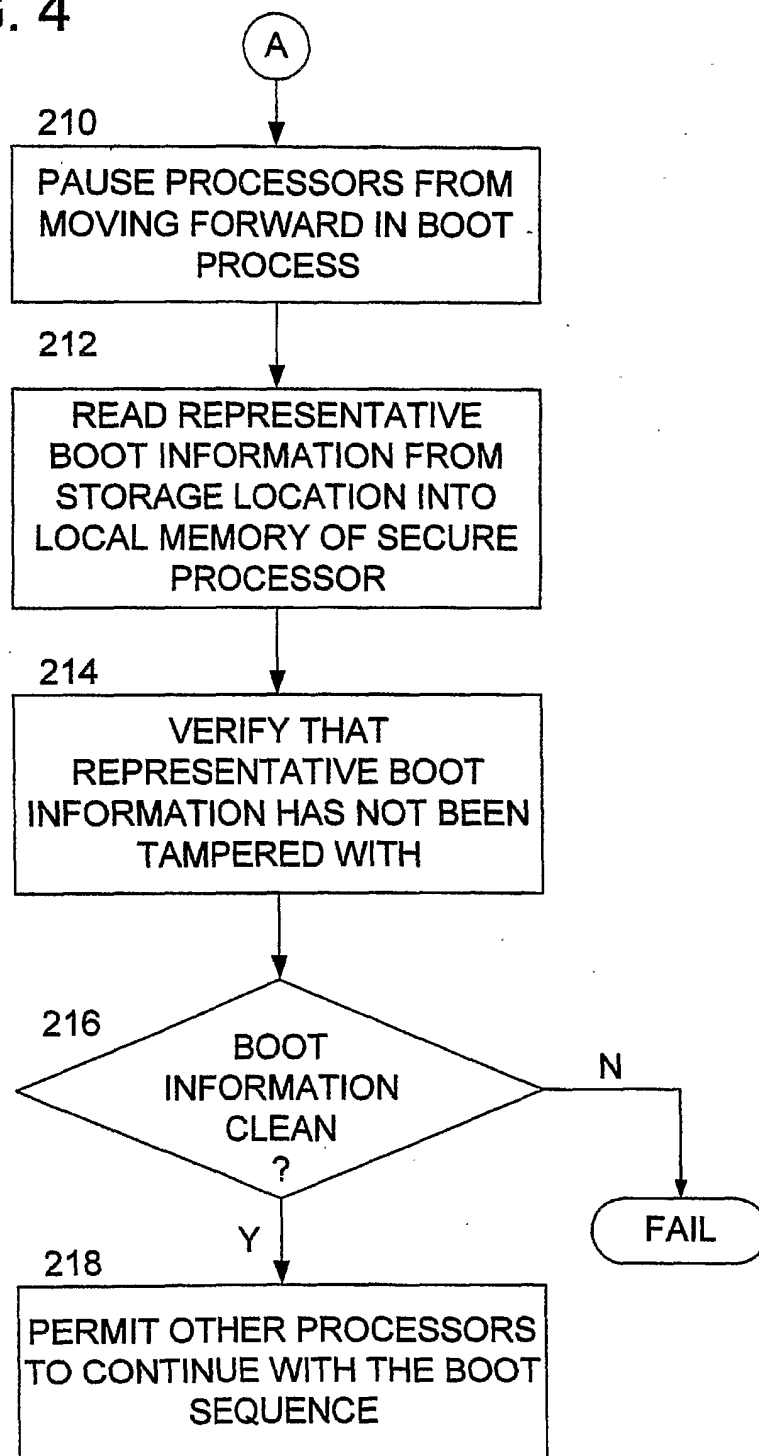 G. 4
A
210
PAUSE PROCESSORS FROM
MOVING FORWARD IN BOOT
PROCESS
212
READ REPRESENTATIVE
BOOT INFORMATION FROM
STORAGE LOCATION INTO
LOCAL MEMORY OF SECURE
PROCESSOR
214
VERIFY THAT
REPRESENTATIVE BOOT
INFORMATION HAS NOT BEEN
TAMPERED WITH
216
BOOT
INFORMATION
CLEAN
?
N
FAIL
Y
218
PERMIT OTHER PROCESSORS
TO CONTINUE WITH THE BOOT
SEQUENCE